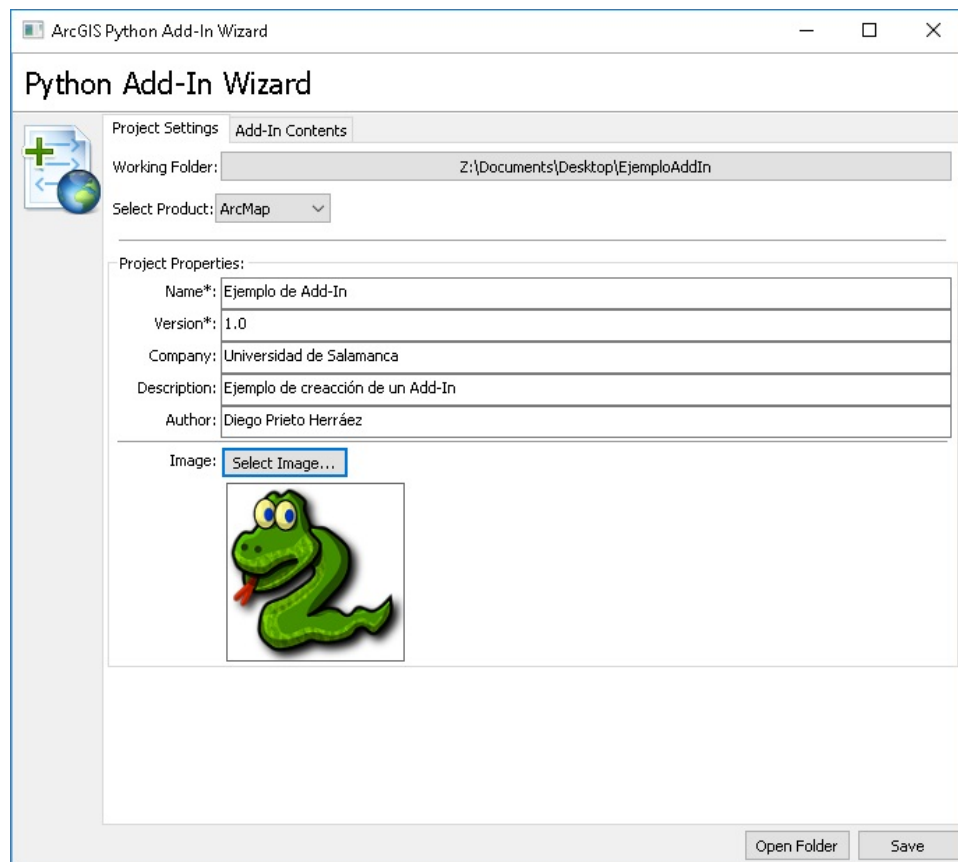 ArcGIS Python Add-In Wizard
Python Add-In Wizard
Project Settings
Add-In Contents
Working Folder: Z:\Documents\Desktop\EjemploAddIn
Select Product: ArcMap
Project Properties:
Name*: Ejemplo de Add-In
Version*: 1.0
Company: Universidad de Salamanca
Description: Ejemplo de creacción de un Add-In
Author: Diego Prieto Herráez
Image: Select Image...
Open Folder
Save